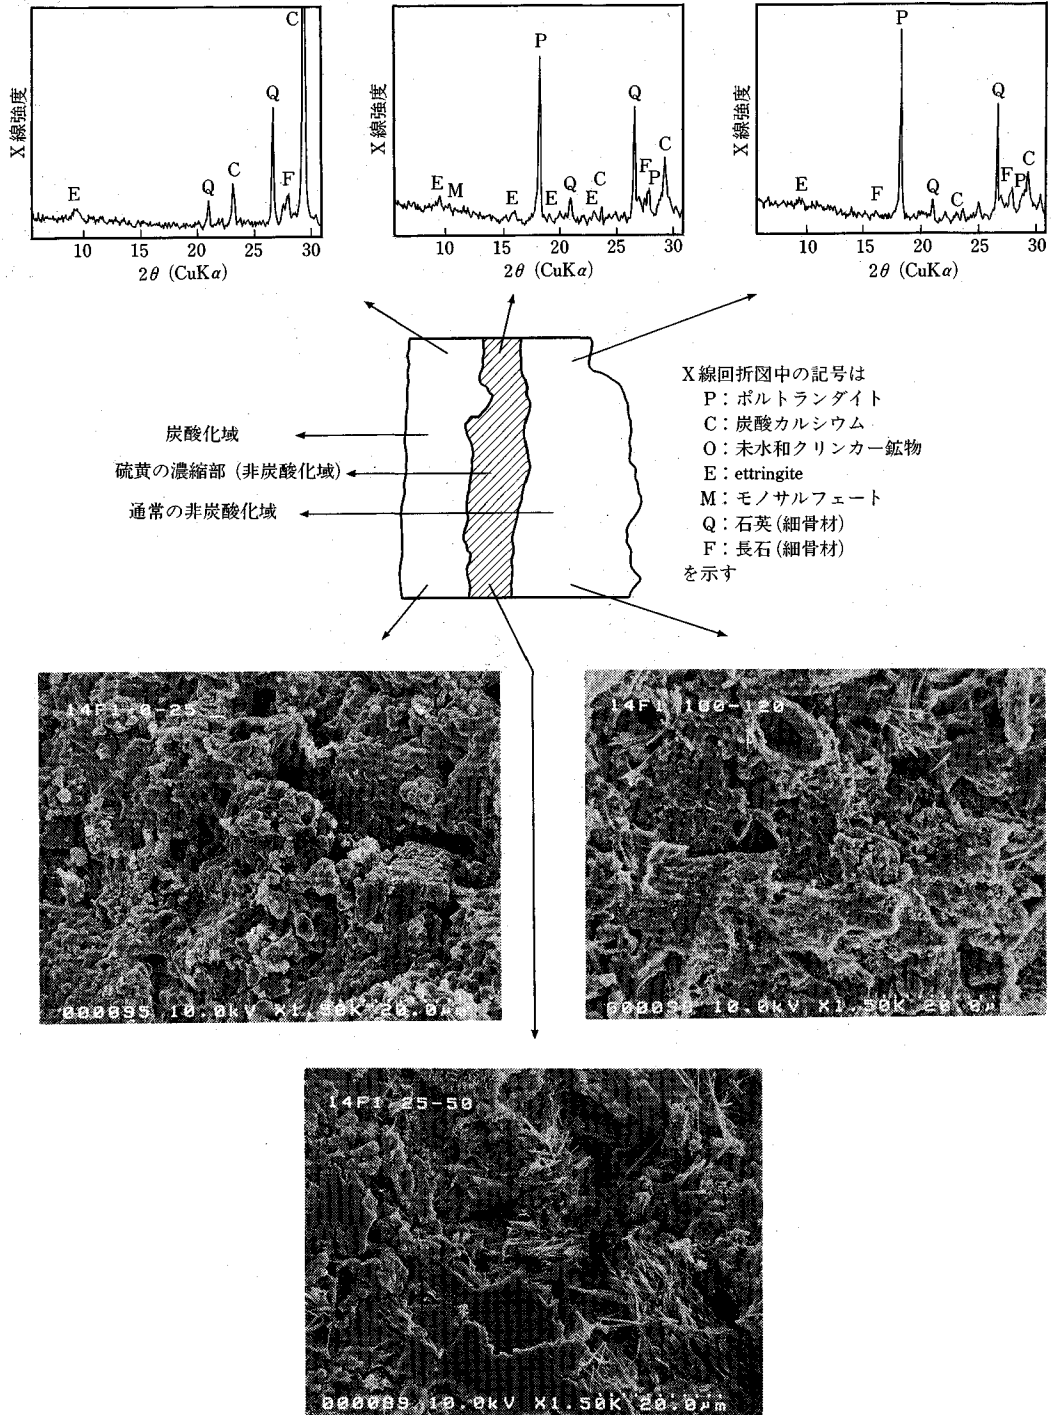 C
Q
C
Q
F
E
X線強度
10 15 20 25 30
2θ (CuKα)
P
Q
C
F
P
E
M
E
E
Q
E
C
X線強度
10 15 20 25 30
2θ (CuKα)
P
Q
C
F
P
E
F
Q
C
X線強度
10 15 20 25 30
2θ (CuKα)
炭酸化域
硫黄の濃縮部 (非炭酸化域)
通常の非炭酸化域
X線回折図中の記号は
P:ポルトランダイト
C:炭酸カルシウム
O:未水和クリンカー鉱物
E:ettringite
M:モノサルフェート
Q:石英(細骨材)
F:長石(細骨材)
を示す
14F1 0-25
000095 10.0kV X1.50K 20.0μm
14F1 100-120
10.0kV X1.50K 20.0μm
14F1 25-50
000089 10.0kV X1.50K 20.0μm